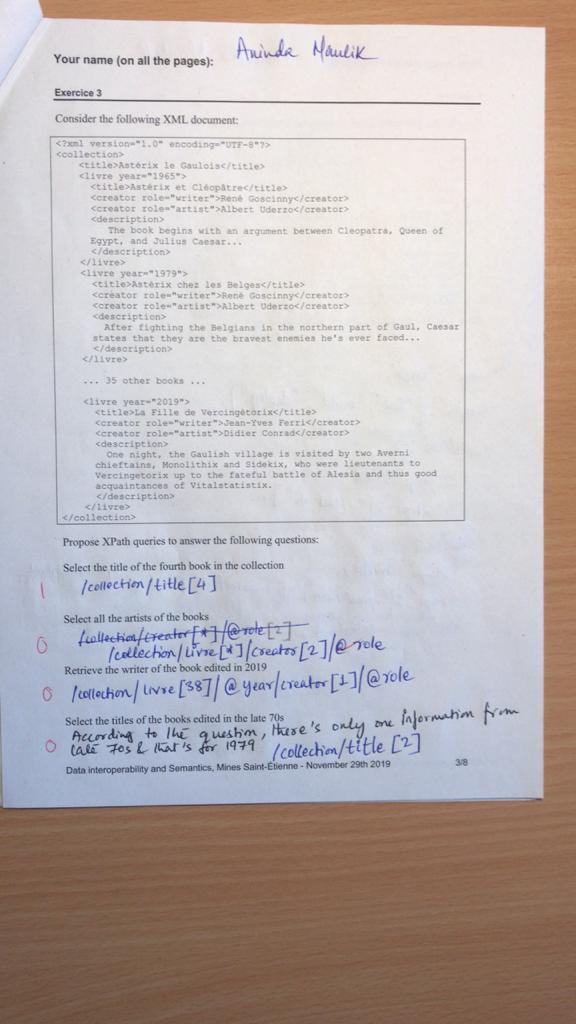 Your name (on all the pages): Aninda Maulik
Exercice 3
Consider the following XML document:
<?xml version="1.0" encoding="UTF-8"?>
<collection>
<title>Astérix le Gaulois</title>
<livre year="1965">
<title>Astérix et Cléopâtre</title>
<creator role="writer">René Goscinny</creator>
<creator role="artist">Albert Uderzo</creator>
<description>
The book begins with an argument between Cleopatra, Queen of
Egypt, and Julius Caesar...
</description>
</livre>
<livre year="1979">
<title>Astérix chez les Belges</title>
<creator role="writer">René Goscinny</creator>
<creator role="artist">Albert Uderzo</creator>
<description>
After fighting the Belgians in the northern part of Gaul, Caesar
states that they are the bravest enemies he's ever faced...
</description>
</livre>
... 35 other books ...
<livre year="2019">
<title>La Fille de Vercingétorix</title>
<creator role="writer">Jean-Yves Ferri</creator>
<creator role="artist">Didier Conrad</creator>
<description>
One night, the Gaulish village is visited by two Averni
chieftains, Monolithix and Sidekix, who were lieutenants to
Vercingetorix up to the fateful battle of Alesia and thus good
acquaintances of Vitalstatistix.
</description>
</livre>
</collection>
Propose XPath queries to answer the following questions:
Select the title of the fourth book in the collection
1 /collection/title[4]
Select all the artists of the books
/collection/creator[*]/@role[2]
0 /collection/Livre[*]/creator[2]/@role
Retrieve the writer of the book edited in 2019
0 /collection/livre[38]/@year/creator[1]/@role
Select the titles of the books edited in the late 70s
According to the question, there's only one information from
0 late 70s & that's for 1979 /collection/title[2]
Data interoperability and Semantics, Mines Saint-Étienne - November 29th 2019 3/8